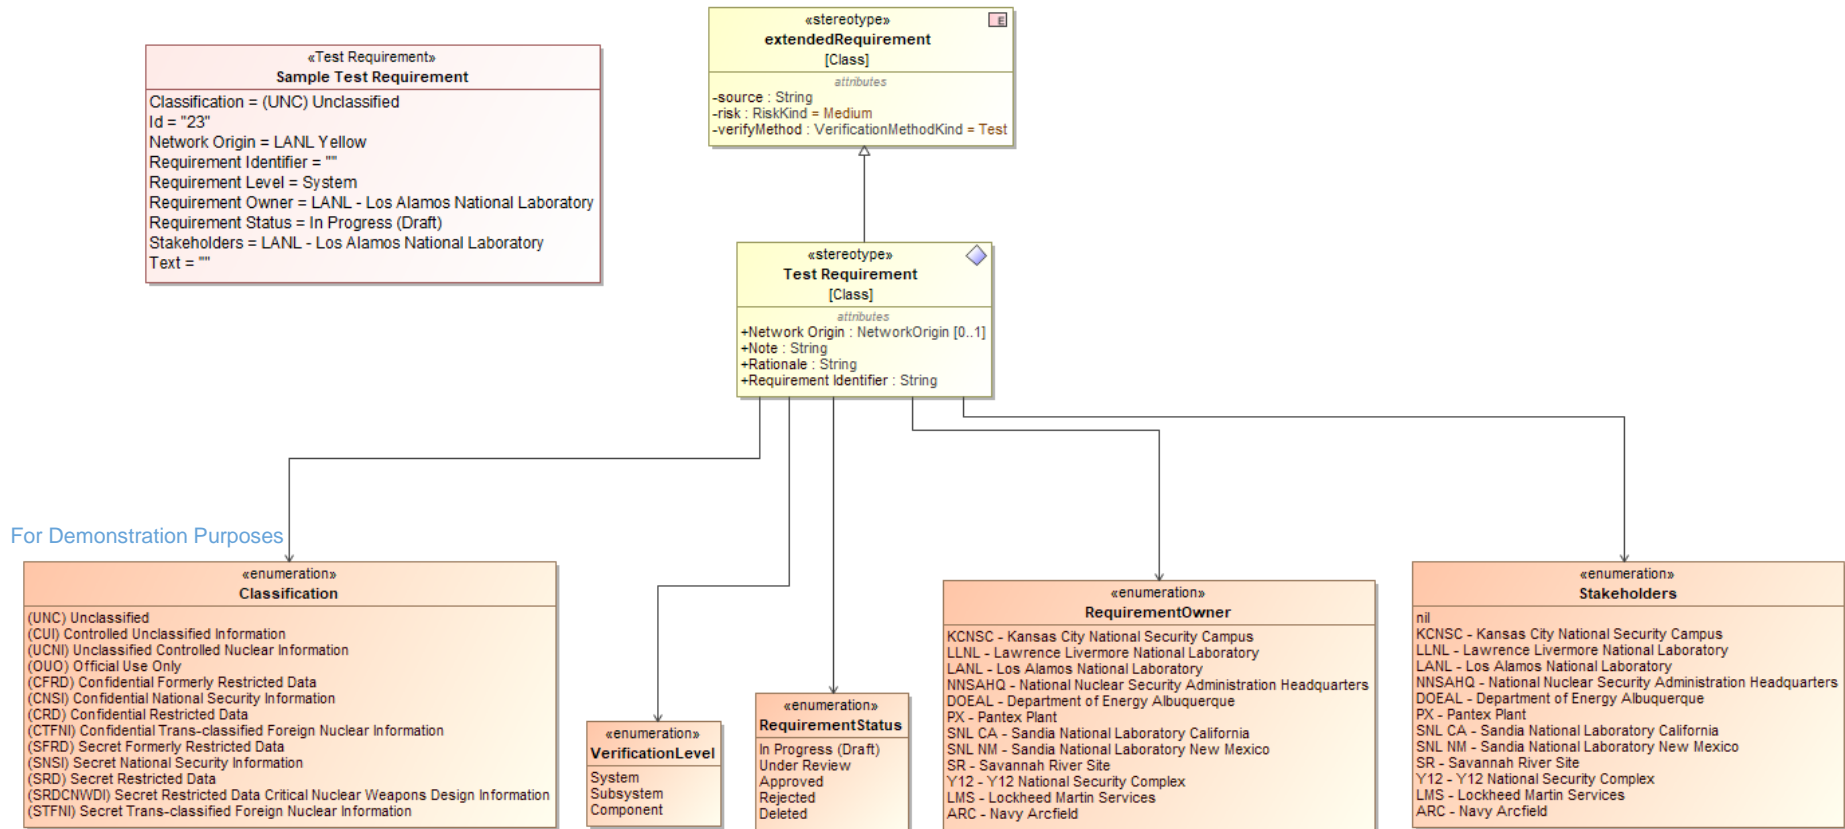 «stereotype»
extendedRequirement
[Class]
attributes
-source : String
-risk : RiskKind = Medium
-verifyMethod : VerificationMethodKind = Test
E
«Test Requirement»
Sample Test Requirement
Classification = (UNC) Unclassified
Id = "23"
Network Origin = LANL Yellow
Requirement Identifier = ""
Requirement Level = System
Requirement Owner = LANL - Los Alamos National Laboratory
Requirement Status = In Progress (Draft)
Stakeholders = LANL - Los Alamos National Laboratory
Text = ""
«stereotype»
Test Requirement
[Class]
attributes
+Network Origin : NetworkOrigin [0..1]
+Note : String
+Rationale : String
+Requirement Identifier : String
For Demonstration Purposes
«enumeration»
Classification
(UNC) Unclassified
(CUI) Controlled Unclassified Information
(UCNI) Unclassified Controlled Nuclear Information
(OUO) Official Use Only
(CFRD) Confidential Formerly Restricted Data
(CNSI) Confidential National Security Information
(CRD) Confidential Restricted Data
(CTFNI) Confidential Trans-classified Foreign Nuclear Information
(SFRD) Secret Formerly Restricted Data
(SNSI) Secret National Security Information
(SRD) Secret Restricted Data
(SRDCNWDI) Secret Restricted Data Critical Nuclear Weapons Design Information
(STFNI) Secret Trans-classified Foreign Nuclear Information
«enumeration»
VerificationLevel
System
Subsystem
Component
«enumeration»
RequirementStatus
In Progress (Draft)
Under Review
Approved
Rejected
Deleted
«enumeration»
RequirementOwner
KCNSC - Kansas City National Security Campus
LLNL - Lawrence Livermore National Laboratory
LANL - Los Alamos National Laboratory
NNSAHQ - National Nuclear Security Administration Headquarters
DOEAL - Department of Energy Albuquerque
PX - Pantex Plant
SNL CA - Sandia National Laboratory California
SNL NM - Sandia National Laboratory New Mexico
SR - Savannah River Site
Y12 - Y12 National Security Complex
LMS - Lockheed Martin Services
ARC - Navy Arcfield
«enumeration»
Stakeholders
nil
KCNSC - Kansas City National Security Campus
LLNL - Lawrence Livermore National Laboratory
LANL - Los Alamos National Laboratory
NNSAHQ - National Nuclear Security Administration Headquarters
DOEAL - Department of Energy Albuquerque
PX - Pantex Plant
SNL CA - Sandia National Laboratory California
SNL NM - Sandia National Laboratory New Mexico
SR - Savannah River Site
Y12 - Y12 National Security Complex
LMS - Lockheed Martin Services
ARC - Navy Arcfield